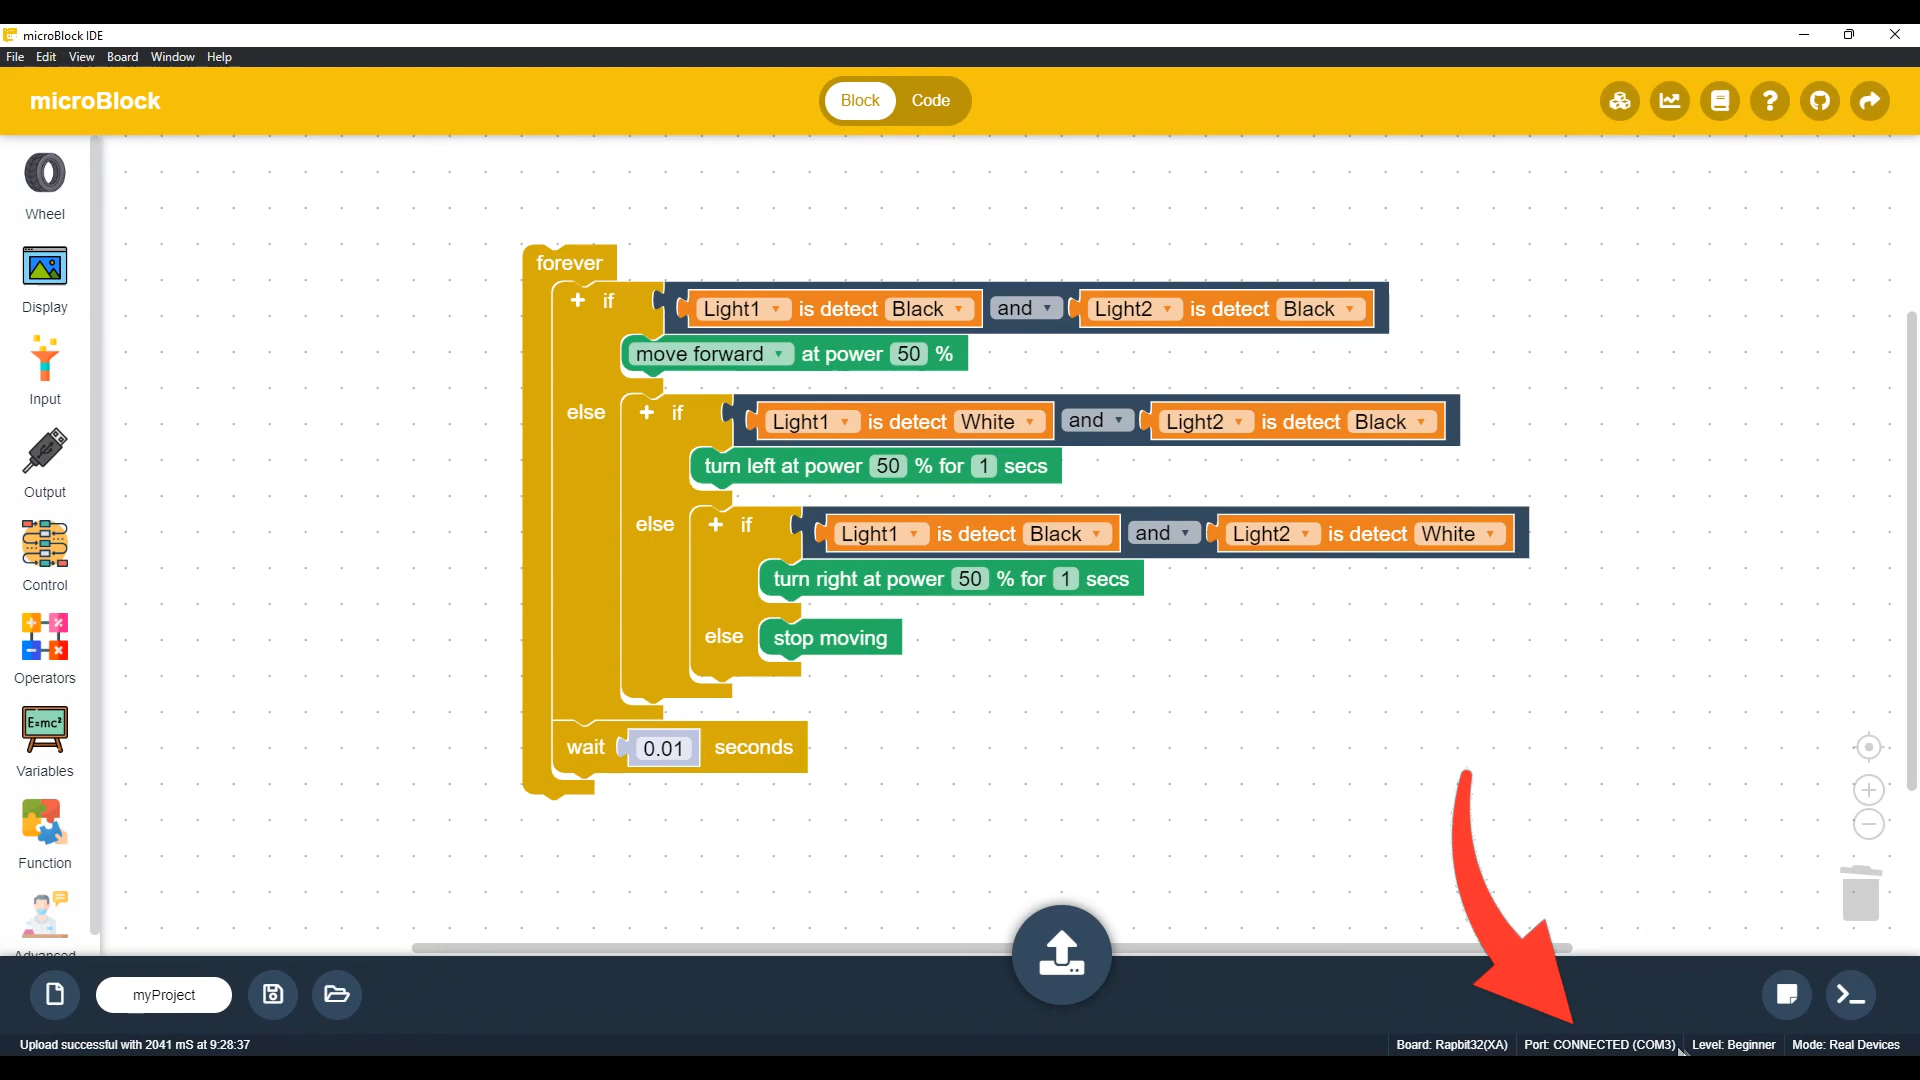 microBlock IDE
File Edit View Board Window Help
microBlock
Block Code
Wheel
Display
Input
Output
Control
Operators
E=mc²
Variables
Function
Advanced
forever
+ if Light1 is detect Black and Light2 is detect Black
move forward at power 50 %
else + if Light1 is detect White and Light2 is detect Black
turn left at power 50 % for 1 secs
else + if Light1 is detect Black and Light2 is detect White
turn right at power 50 % for 1 secs
else stop moving
wait 0.01 seconds
myProject
Upload successful with 2041 mS at 9:28:37
Board: Rapbit32(XA) Port: CONNECTED (COM3) Level: Beginner Mode: Real Devices